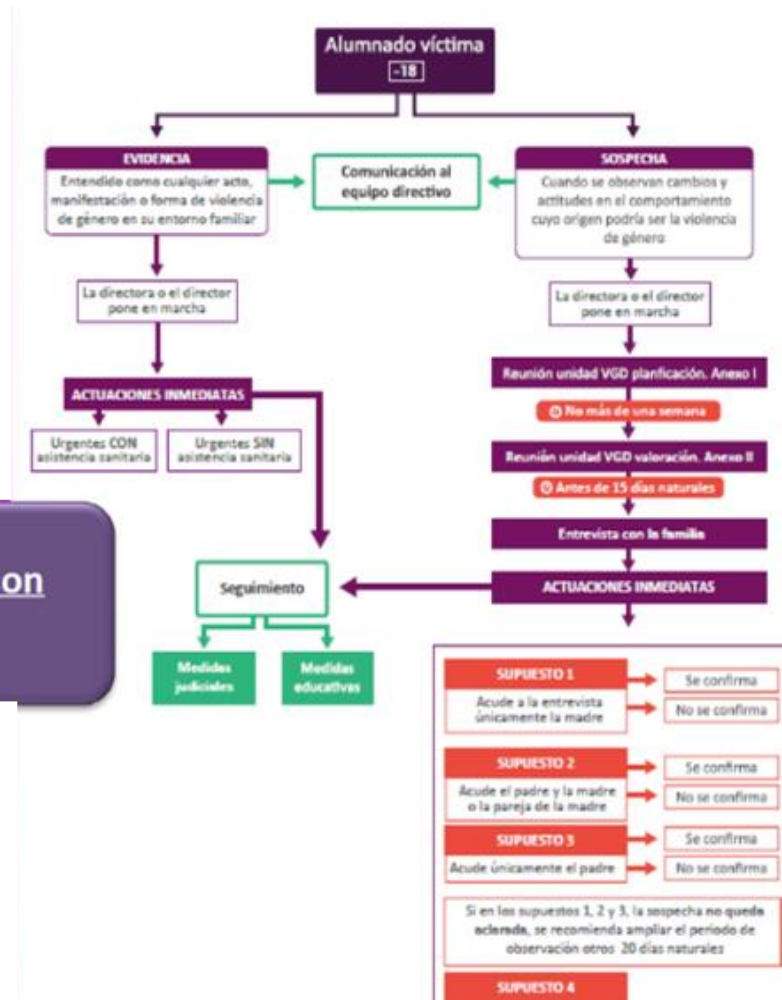 Alumnado víctima
-18
EVIDENCIA
Entendido como cualquier acto,
manifestación o forma de violencia
de género en su entorno familiar
Comunicación al
equipo directivo
SOSPECHA
Cuando se observan cambios y
actitudes en el comportamiento
cuyo origen podría ser la violencia
de género
La directora o el director
pone en marcha
La directora o el director
pone en marcha
ACTUACIONES INMEDIATAS
Urgentes CON
asistencia sanitaria
Urgentes SIN
asistencia sanitaria
Reunión unidad VGD planficación. Anexo I
No más de una semana
Reunión unidad VGD valoración. Anexo II
Antes de 15 días naturales
Entrevista con la familia
ACTUACIONES INMEDIATAS
on
Seguimiento
Medidas
judiciales
Medidas
educativas
SUPUESTO 1
Acude a la entrevista
únicamente la madre
Se confirma
No se confirma
SUPUESTO 2
Acude el padre y la madre
o la pareja de la madre
Se confirma
No se confirma
SUPUESTO 3
Acude únicamente el padre
Se confirma
No se confirma
Si en los supuestos 1, 2 y 3, la sospecha no queda
aclarada, se recomienda ampliar el periodo de
observación otros 20 días naturales
SUPUESTO 4